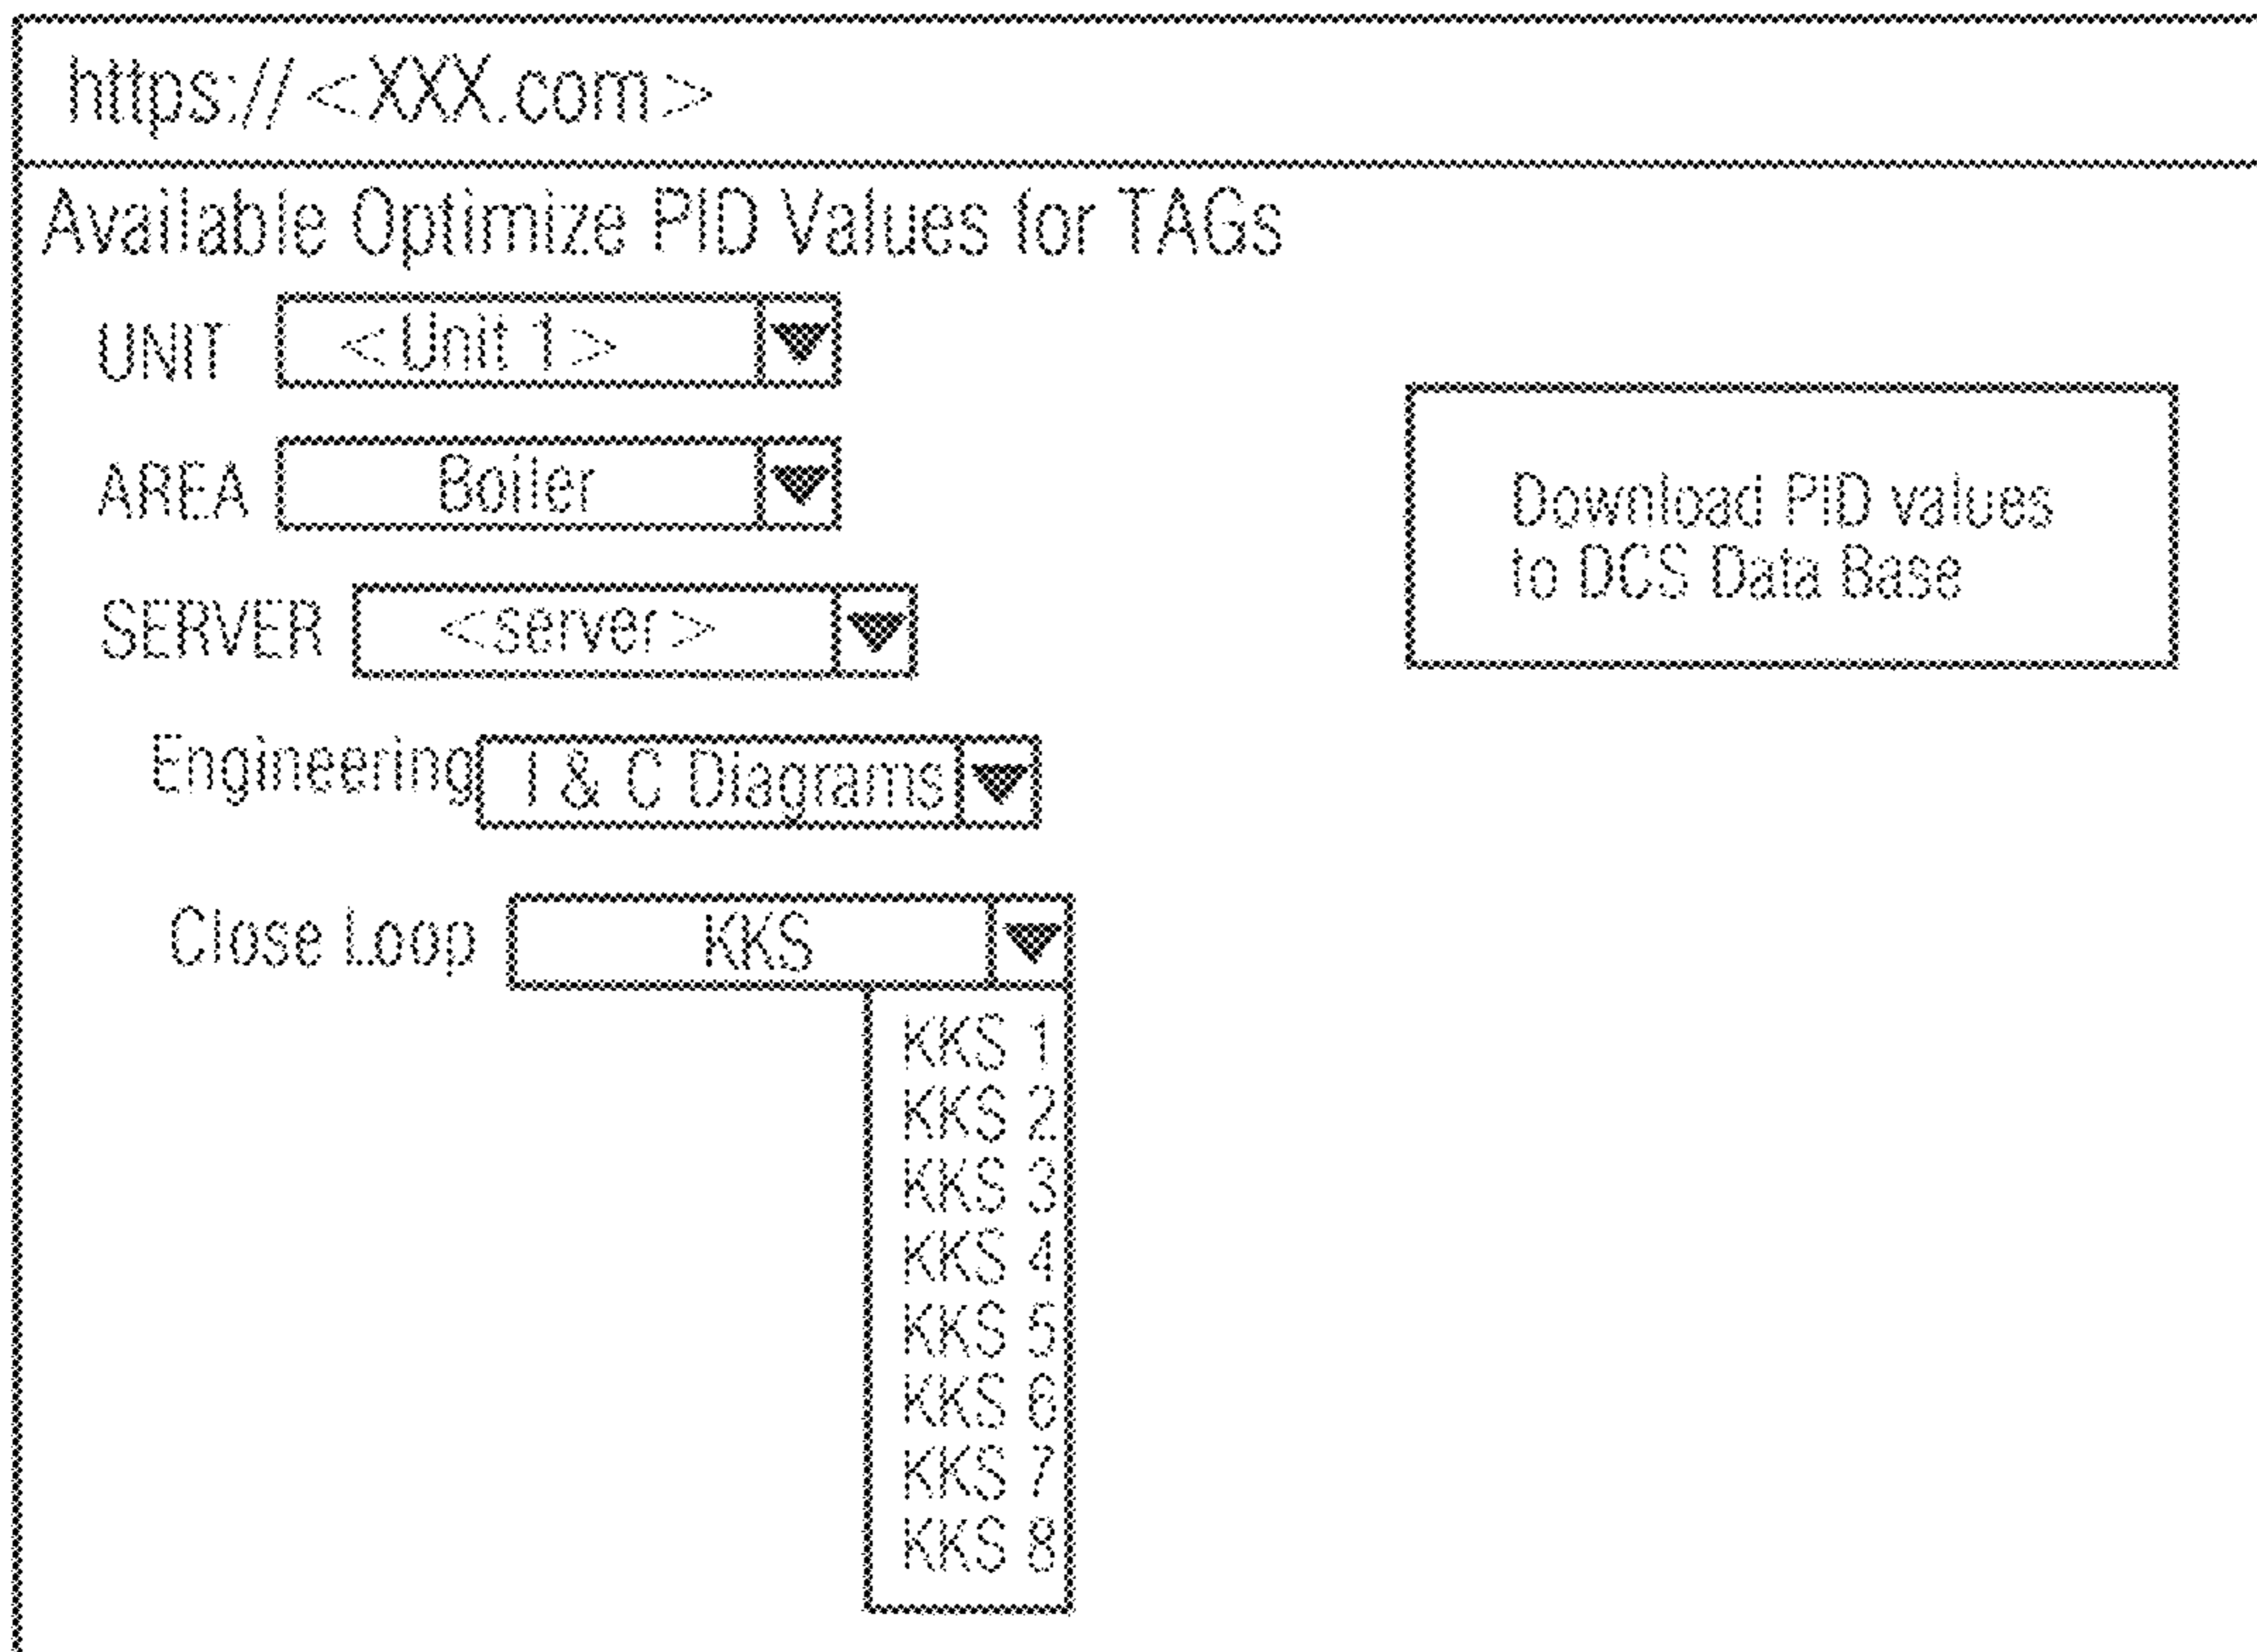 https://<XXX.com>
Available Optimize PID Values for TAGs
UNIT <Unit 1>
AREA Boiler
SERVER <server>
Engineering I & C Diagrams
Close Loop KKS
KKS 1
KKS 2
KKS 3
KKS 4
KKS 5
KKS 6
KKS 7
KKS 8
Download PID values
to DCS Data Base